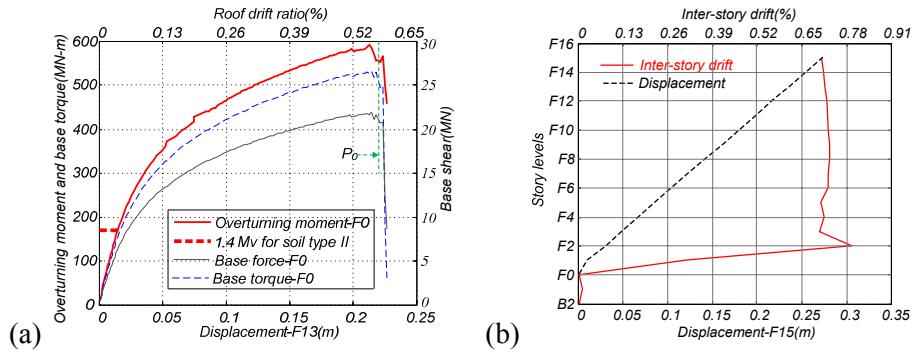 Roof drift ratio(%)
0 0.13 0.26 0.39 0.52 0.65
600
500
400
300
200
100
0
Overturning moment and base torque(MN-m)
30
25
20
15
10
5
0
Base shear(MN)
P0
Overturning moment-F0
1.4 Mv for soil type II
Base force-F0
Base torque-F0
0 0.05 0.1 0.15 0.2 0.25
Displacement-F13(m)
(a)
Inter-story drift(%)
0 0.13 0.26 0.39 0.52 0.65 0.78 0.91
F16
F14
F12
F10
F8
F6
F4
F2
F0
B2
Story levels
Inter-story drift
Displacement
0 0.05 0.1 0.15 0.2 0.25 0.3 0.35
Displacement-F15(m)
(b)